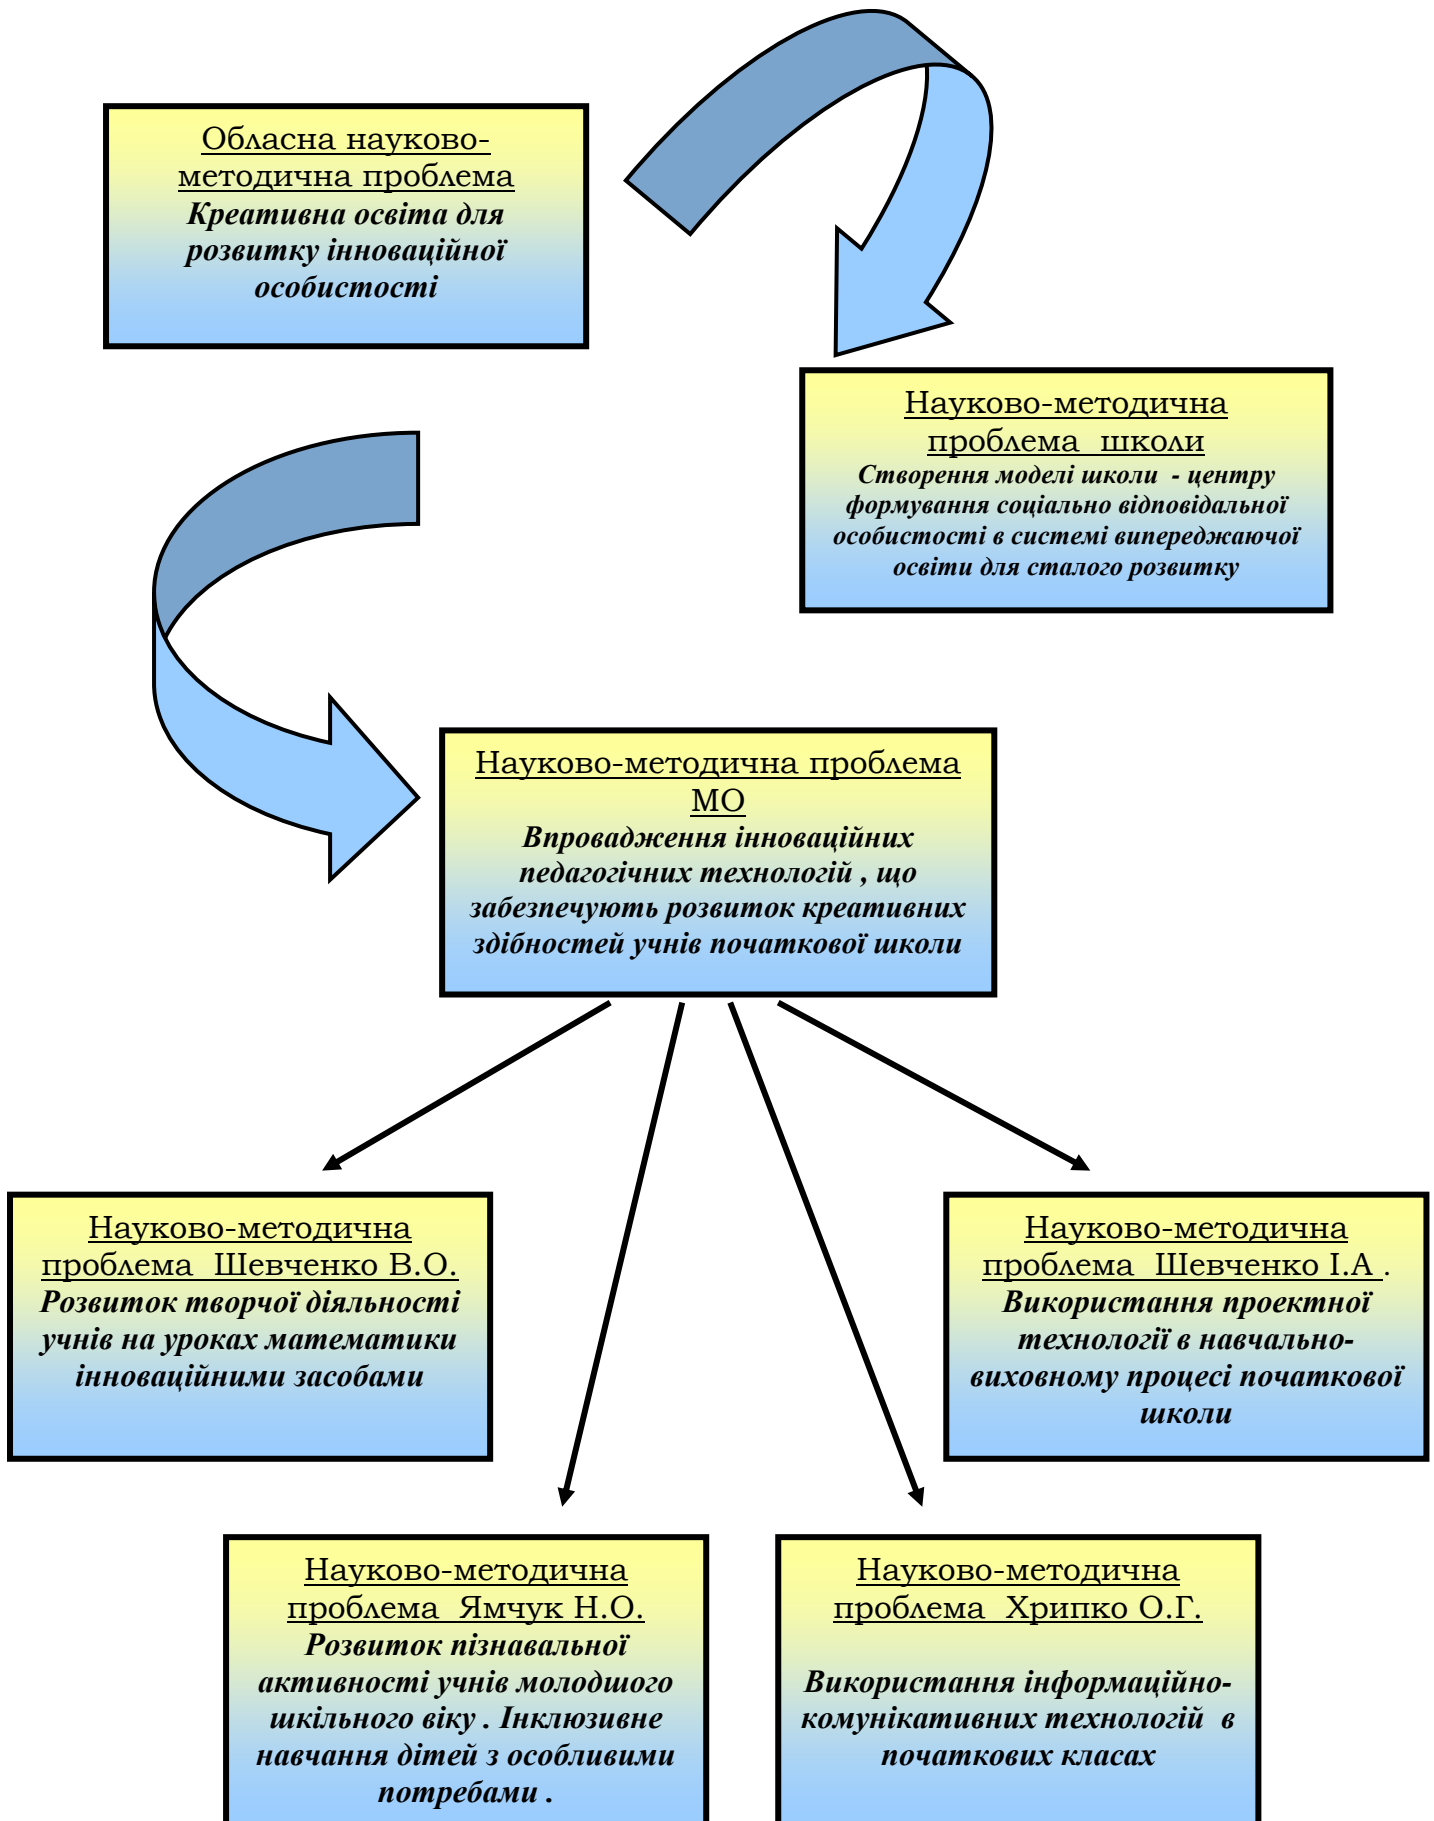 Обласна науково-
методична проблема
Креативна освіта для
розвитку інноваційної
особистості
Науково-методична
проблема школи
Створення моделі школи - центру
формування соціально відповідальної
особистості в системі випереджаючої
освіти для сталого розвитку
Науково-методична проблема
МО
Впровадження інноваційних
педагогічних технологій , що
забезпечують розвиток креативних
здібностей учнів початкової школи
Науково-методична
проблема Шевченко В.О.
Розвиток творчої діяльності
учнів на уроках математики
інноваційними засобами
Науково-методична
проблема Шевченко І.А .
Використання проектної
технології в навчально-
виховному процесі початкової
школи
Науково-методична
проблема Ямчук Н.О.
Розвиток пізнавальної
активності учнів молодшого
шкільного віку . Інклюзивне
навчання дітей з особливими
потребами .
Науково-методична
проблема Хрипко О.Г.
Використання інформаційно-
комунікативних технологій в
початкових класах